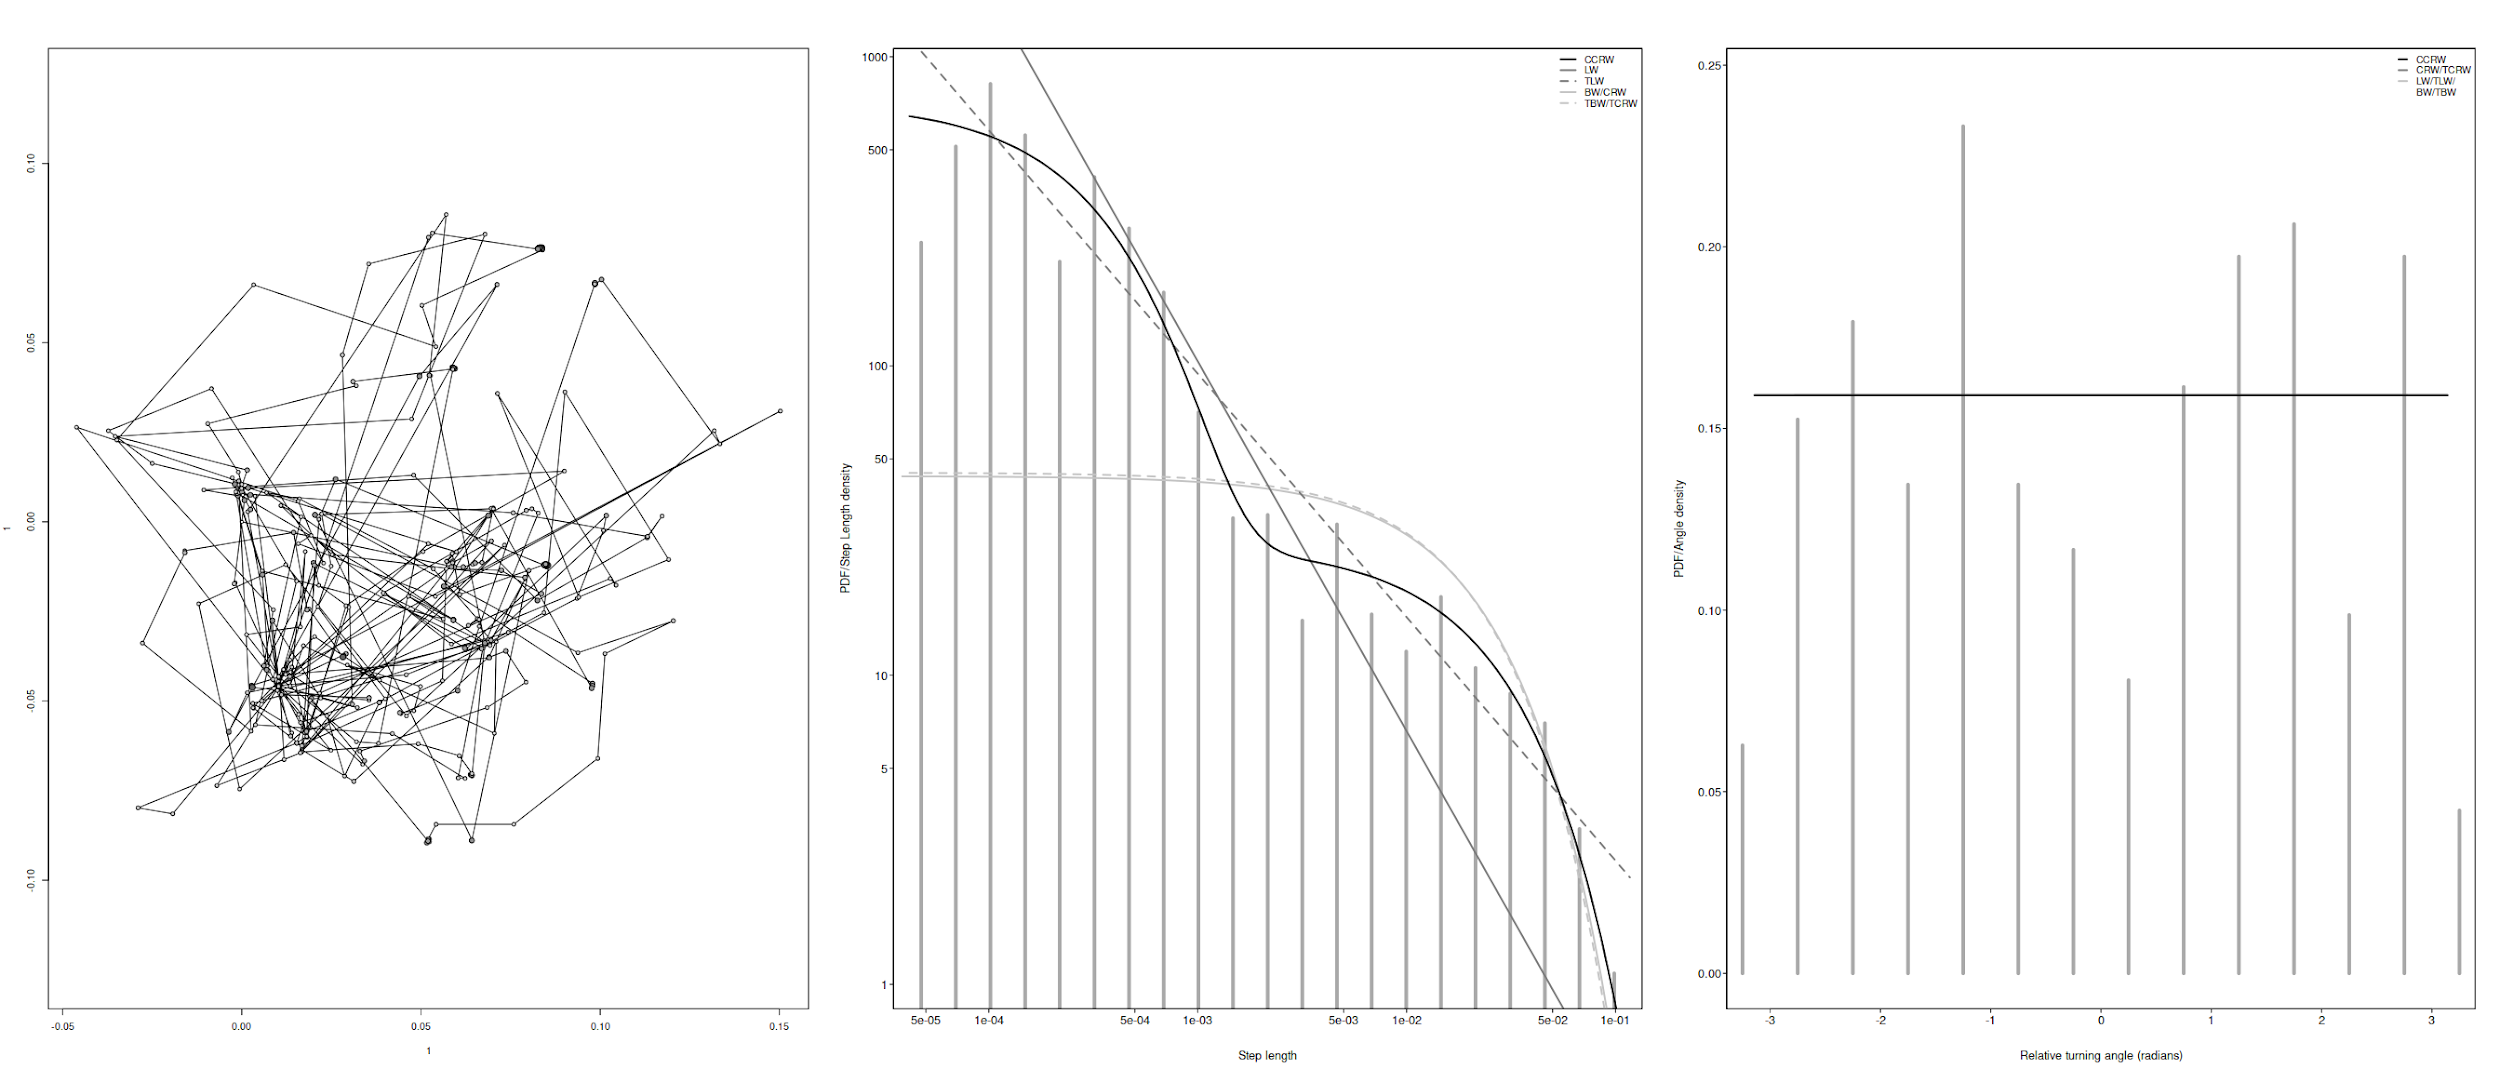 0.10
0.05
0.00
-0.05
-0.10
1
-0.05
0.00
0.05
0.10
0.15
1
1000
500
100
50
10
5
1
PDF/Step Length density
CCRW
LW
TLW
BW/CRW
TBW/TCRW
5e-05
1e-04
5e-04
1e-03
5e-03
1e-02
5e-02
1e-01
Step length
0.25
0.20
0.15
0.10
0.05
0.00
PDF/Angle density
CCRW
CRW/TCRW
LW/TLW/
BW/TBW
-3
-2
-1
0
1
2
3
Relative turning angle (radians)